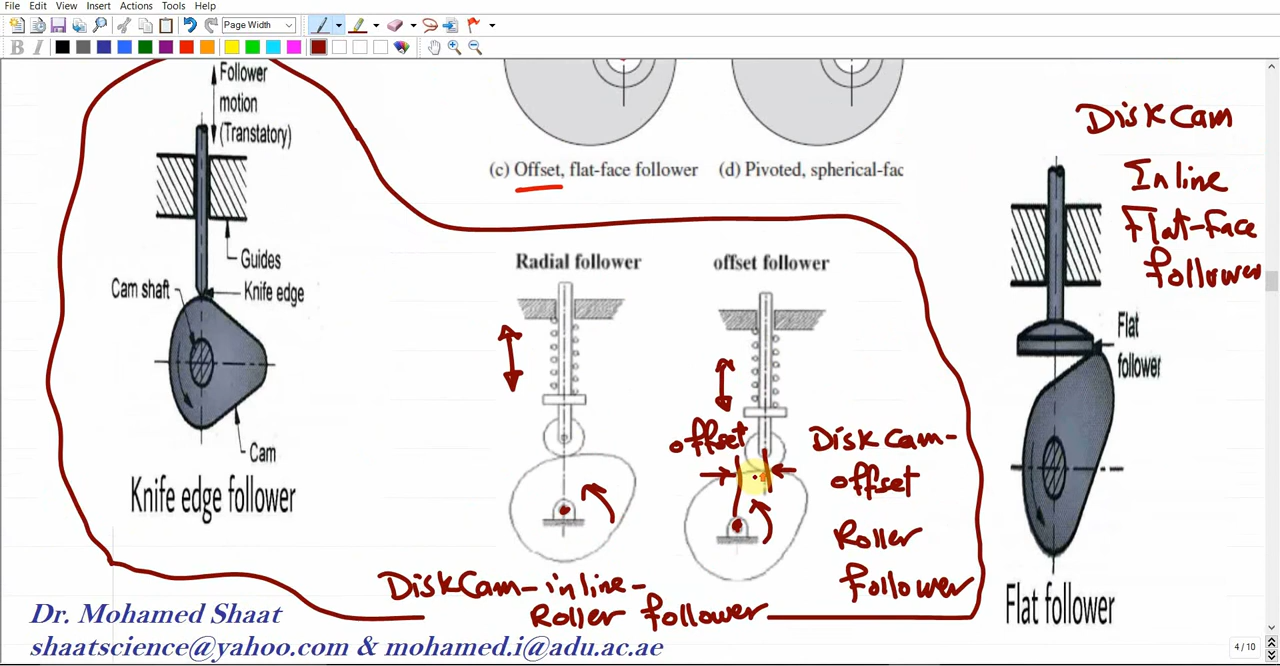 File Edit View Insert Actions Tools Help
Page Width
B I
Follower
motion
(Transtatory)
Guides
Cam shaft
Knife edge
Cam
Knife edge follower
(c) Offset, flat-face follower
(d) Pivoted, spherical-fac
Radial follower
offset follower
offset
Disk Cam-
offset
Roller
follower
Disk Cam-inline-
Roller follower
Disk Cam
Inline
Flat-Face
follower
Flat
follower
Flat follower
Dr. Mohamed Shaat
shaatscience@yahoo.com & mohamed.i@adu.ac.ae
4 / 10